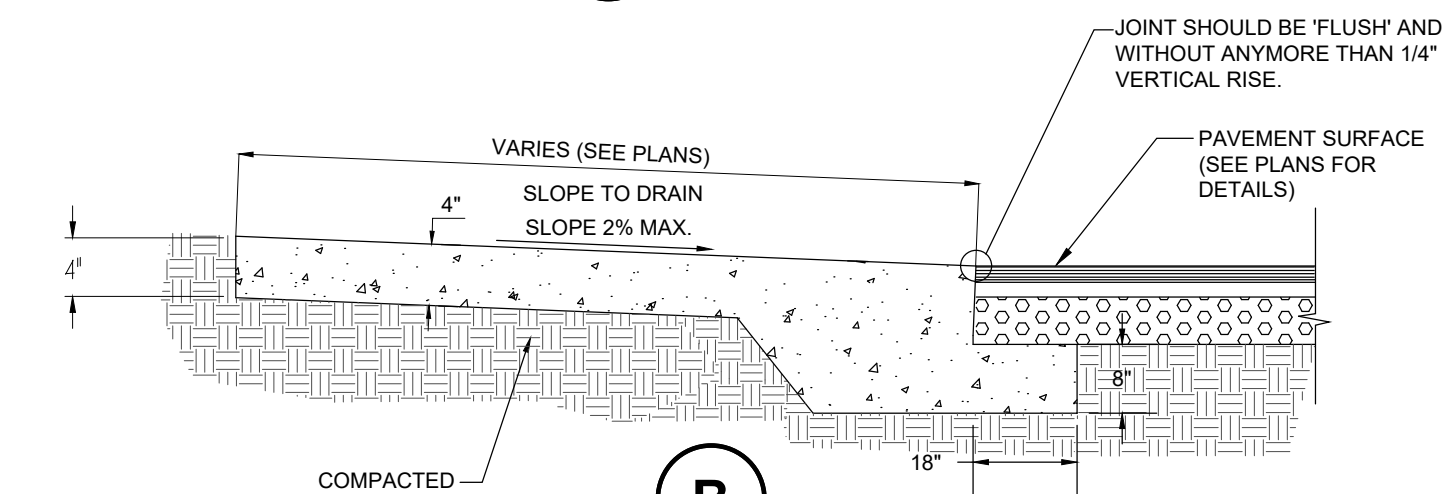 JOINT SHOULD BE 'FLUSH' AND
WITHOUT ANYMORE THAN 1/4"
VERTICAL RISE.
PAVEMENT SURFACE
(SEE PLANS FOR
DETAILS)
VARIES (SEE PLANS)
SLOPE TO DRAIN
SLOPE 2% MAX.
4"
4"
8"
18"
COMPACTED
B